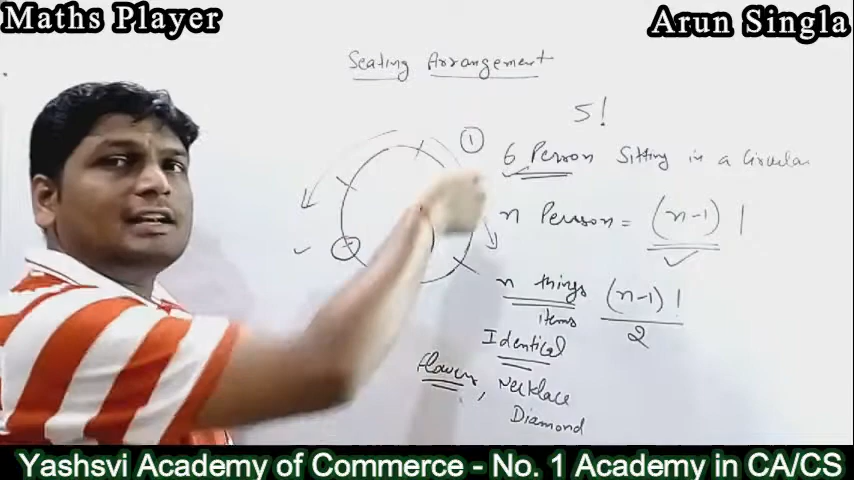 Maths Player
Arun Singla
Seating Arrangement
5!
1
6 Person Sitting in a Circular
n Person = (n-1) !
n things (n-1) !
items 2
Identical
Flower, Necklace
Diamond
Yashsvi Academy of Commerce - No. 1 Academy in CA/CS